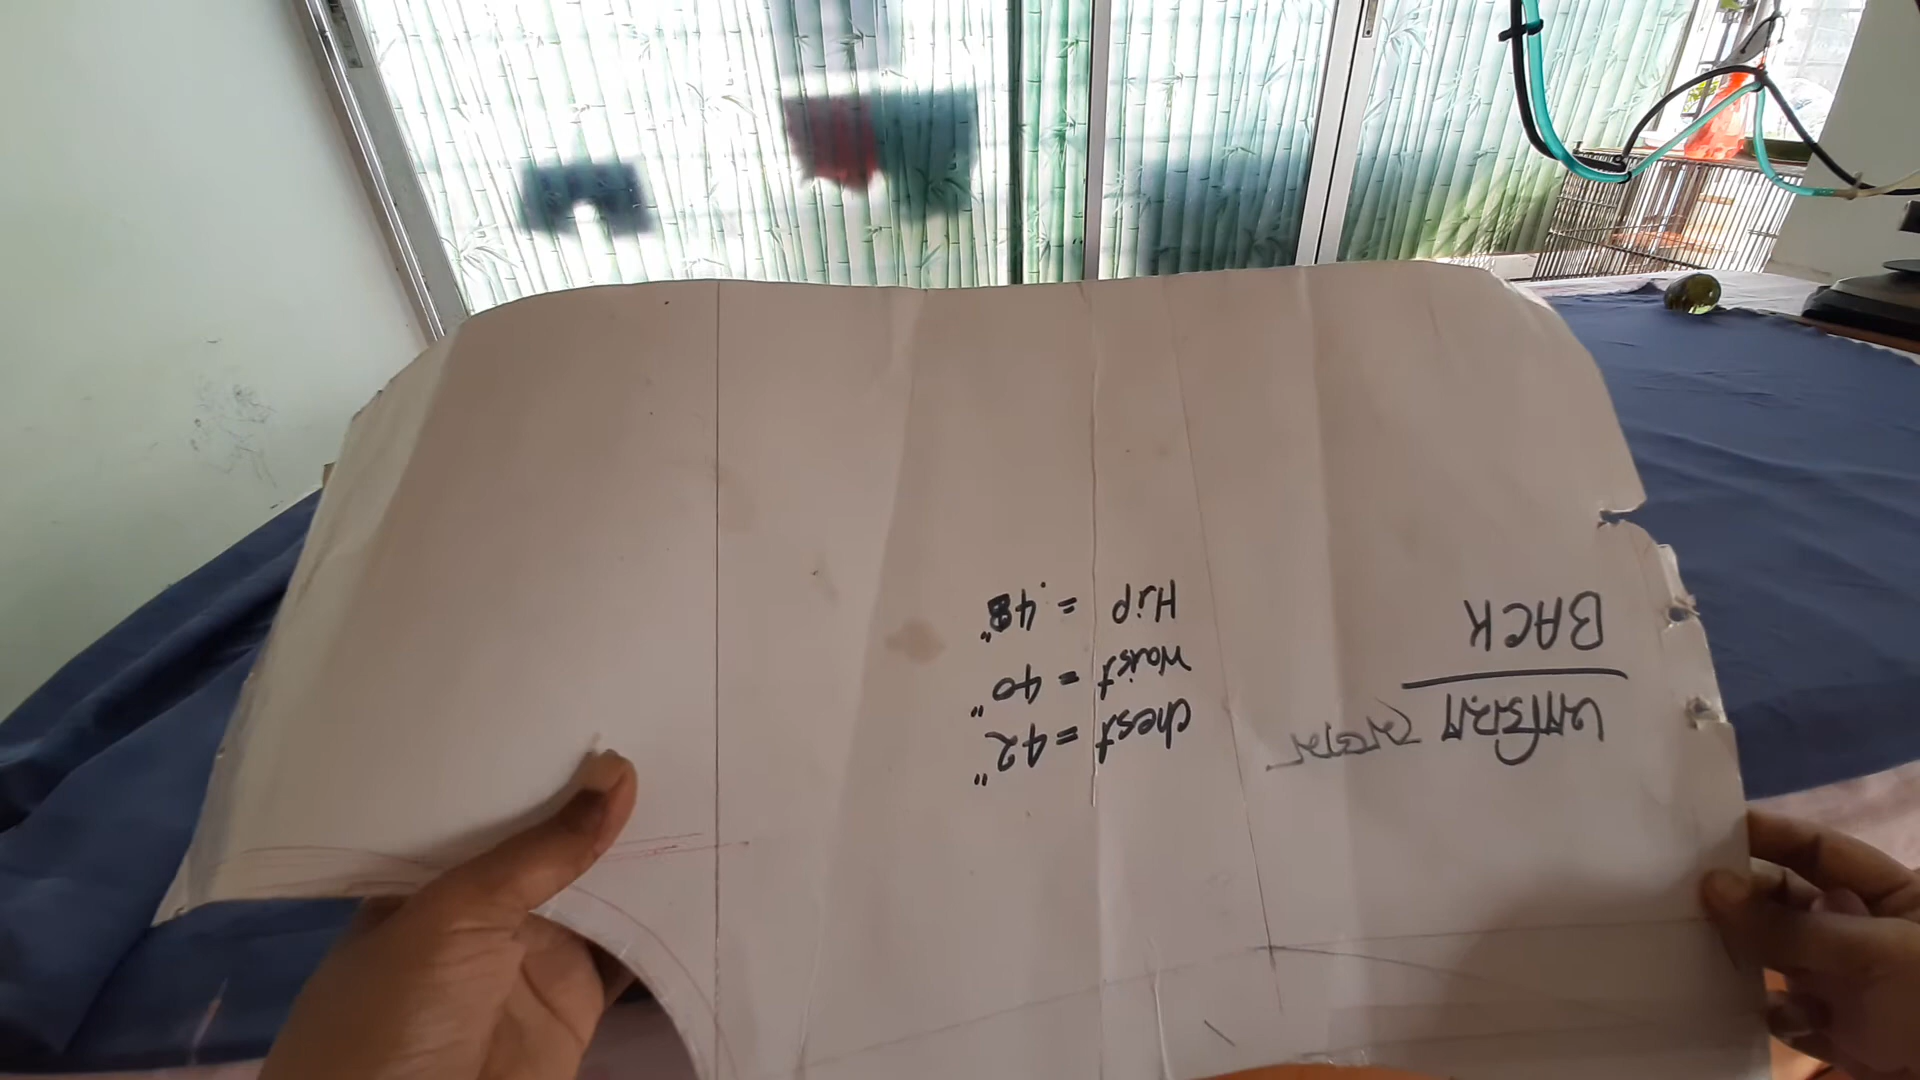 BACK
chest = 42"
Waist = 40"
Hip = 48"